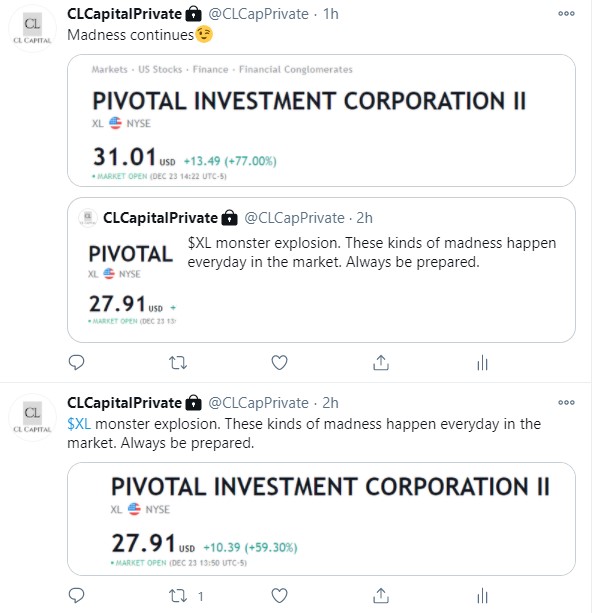 CL
CL CAPITAL
CLCapitalPrivate @CLCapPrivate · 1h
Madness continues😉
Markets · US Stocks · Finance · Financial Conglomerates
PIVOTAL INVESTMENT CORPORATION II
XL NYSE
31.01 USD +13.49 (+77.00%)
• MARKET OPEN (DEC 23 14:22 UTC-5)
CLCapitalPrivate @CLCapPrivate · 2h
$XL monster explosion. These kinds of madness happen
everyday in the market. Always be prepared.
PIVOTAL
XL NYSE
27.91 USD +
• MARKET OPEN (DEC 23 13:
CL
CL CAPITAL
CLCapitalPrivate @CLCapPrivate · 2h
$XL monster explosion. These kinds of madness happen everyday in the
market. Always be prepared.
PIVOTAL INVESTMENT CORPORATION II
XL NYSE
27.91 USD +10.39 (+59.30%)
• MARKET OPEN (DEC 23 13:50 UTC-5)
1